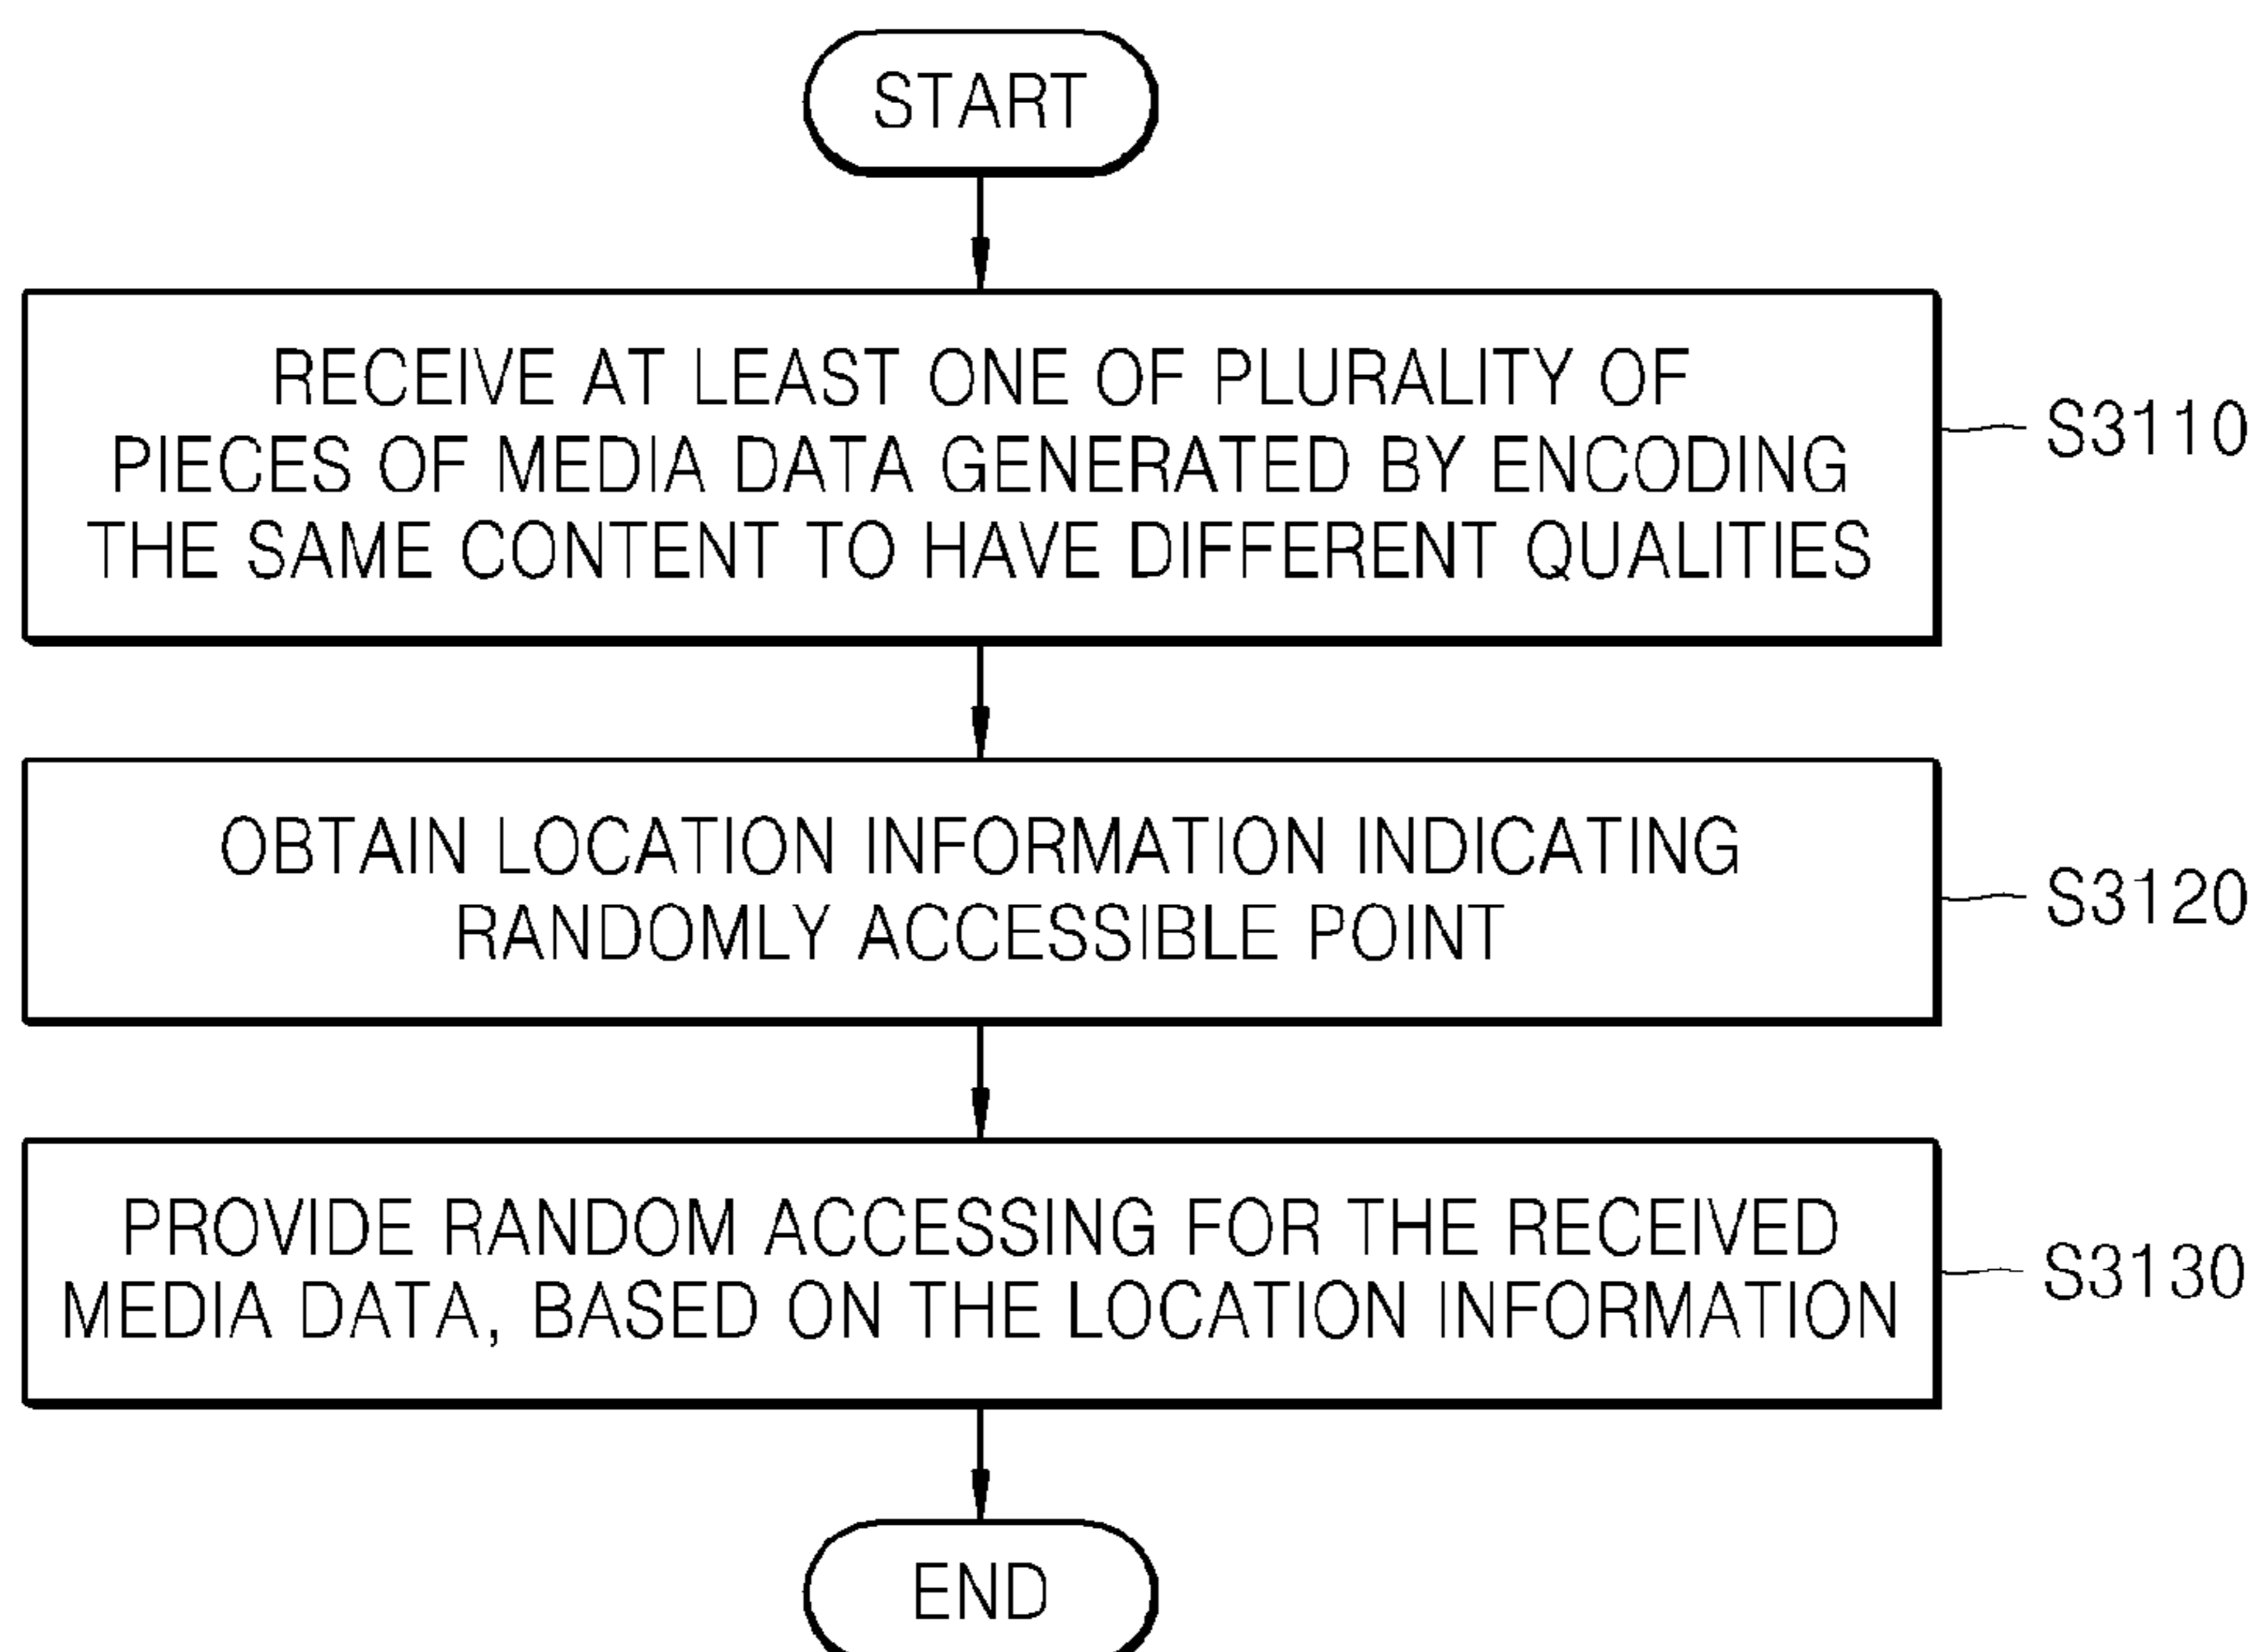 START
RECEIVE AT LEAST ONE OF PLURALITY OF
PIECES OF MEDIA DATA GENERATED BY ENCODING
THE SAME CONTENT TO HAVE DIFFERENT QUALITIES
S3110
OBTAIN LOCATION INFORMATION INDICATING
RANDOMLY ACCESSIBLE POINT
S3120
PROVIDE RANDOM ACCESSING FOR THE RECEIVED
MEDIA DATA, BASED ON THE LOCATION INFORMATION
S3130
END